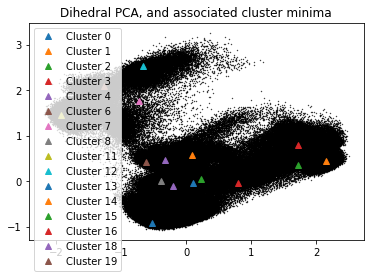 Dihedral PCA, and associated cluster minima
3
2
1
0
−1
Cluster 0
Cluster 1
Cluster 2
Cluster 3
Cluster 4
Cluster 6
Cluster 7
Cluster 8
Cluster 11
Cluster 12
Cluster 13
Cluster 14
Cluster 15
Cluster 16
Cluster 18
Cluster 19
−2 −1 0 1 2